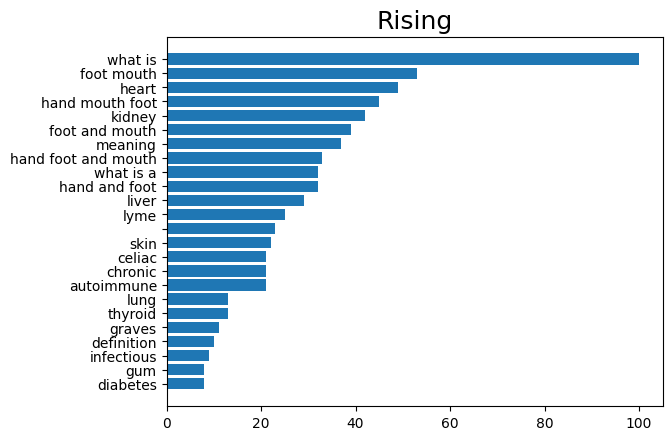 Rising
what is
foot mouth
heart
hand mouth foot
kidney
foot and mouth
meaning
hand foot and mouth
what is a
hand and foot
liver
lyme
skin
celiac
chronic
autoimmune
lung
thyroid
graves
definition
infectious
gum
diabetes
0 20 40 60 80 100